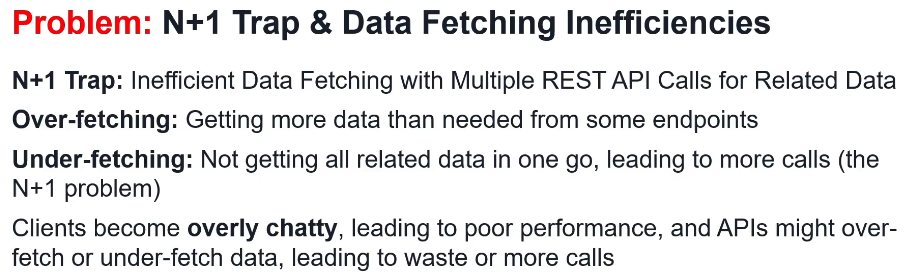 Problem: N+1 Trap & Data Fetching Inefficiencies
N+1 Trap: Inefficient Data Fetching with Multiple REST API Calls for Related Data
Over-fetching: Getting more data than needed from some endpoints
Under-fetching: Not getting all related data in one go, leading to more calls (the
N+1 problem)
Clients become overly chatty, leading to poor performance, and APIs might over-
fetch or under-fetch data, leading to waste or more calls